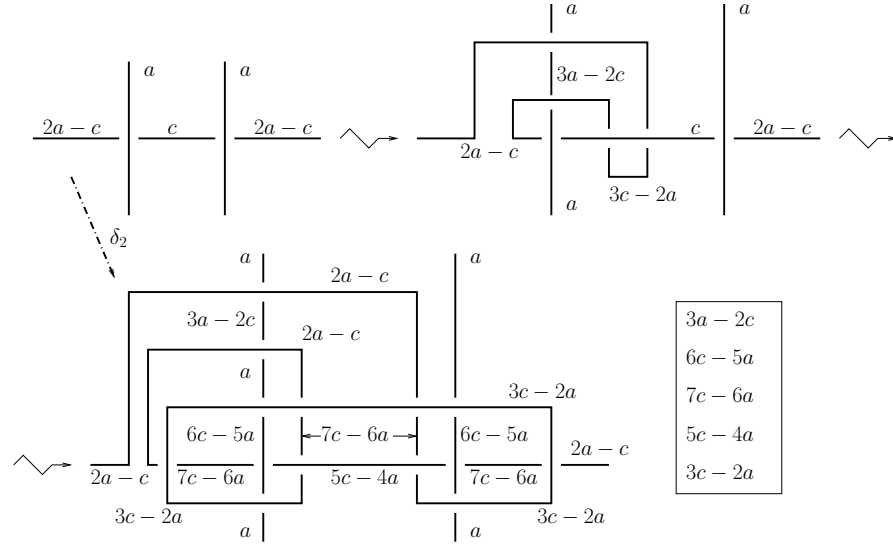 a
a
2a − c
c
2a − c
a
a
3a − 2c
2a − c
c
2a − c
3c − 2a
a
δ₂
a
a
2a − c
3a − 2c
2a − c
a
3c − 2a
6c − 5a
7c − 6a
6c − 5a
2a − c
2a − c
7c − 6a
5c − 4a
7c − 6a
3c − 2a
3c − 2a
a
a
3a − 2c
6c − 5a
7c − 6a
5c − 4a
3c − 2a